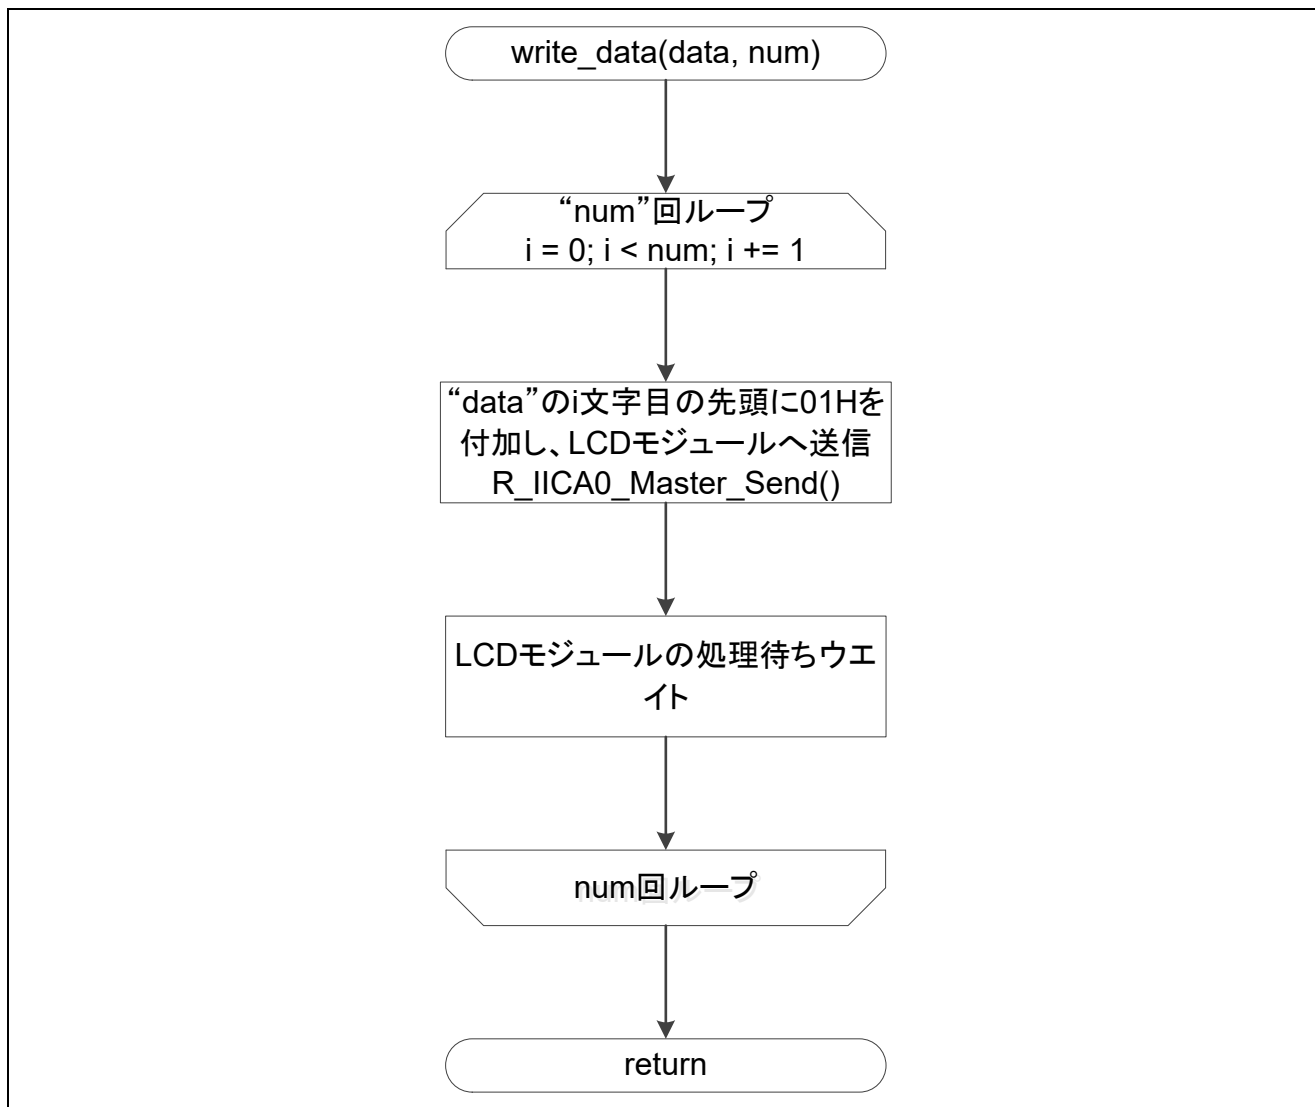 write_data(data, num)
“num”回ループ
i = 0; i < num; i += 1
“data”のi文字目の先頭に01Hを
付加し、LCDモジュールへ送信
R_IICA0_Master_Send()
LCDモジュールの処理待ちウエ
イト
num回ループ
return